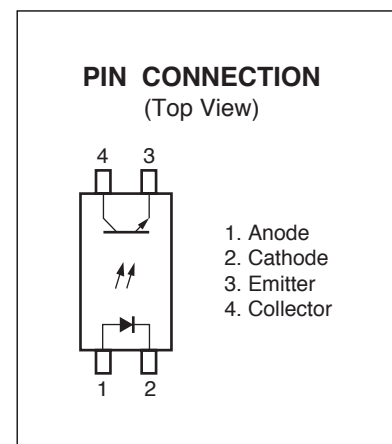 PIN CONNECTION
(Top View)
4 3
1. Anode
2. Cathode
3. Emitter
4. Collector
1 2